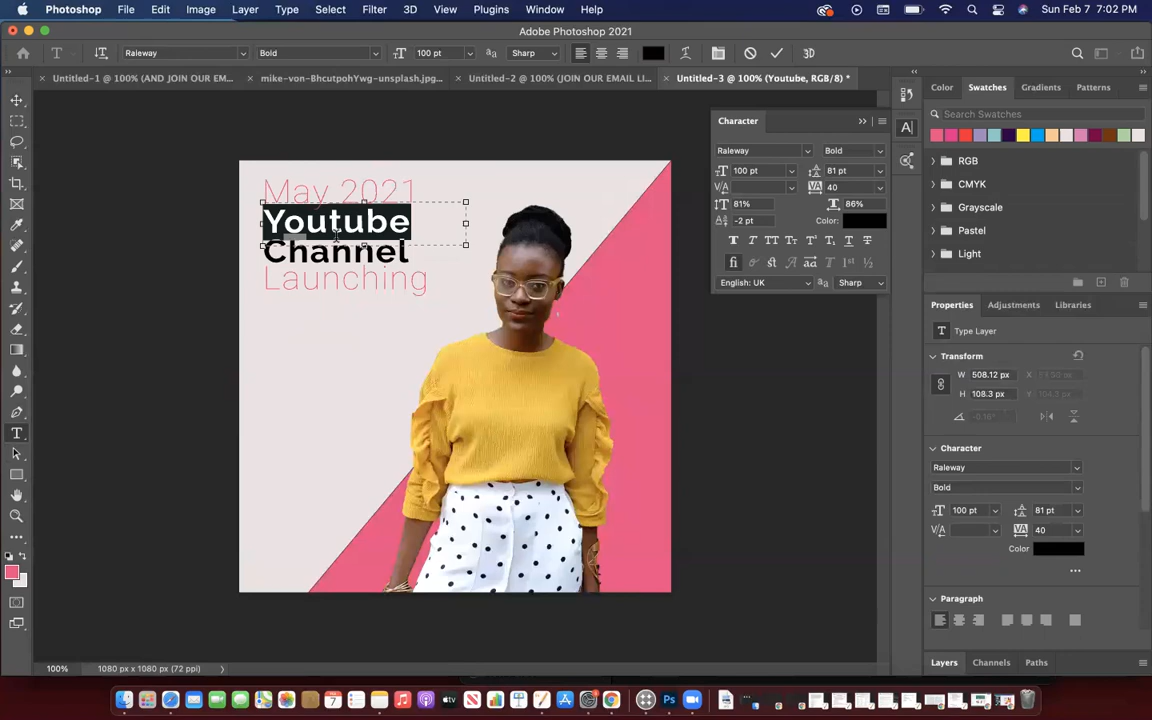 Photoshop File Edit Image Layer Type Select Filter 3D View Plugins Window Help Sun Feb 7 7:02 PM
Adobe Photoshop 2021
Raleway Bold 100 pt Sharp 3D
Untitled-1 @ 100% (AND JOIN OUR EM... mike-von-BhcutpohYwg-unsplash.jpg... Untitled-2 @ 100% (JOIN OUR EMAIL LI... Untitled-3 @ 100% (Youtube, RGB/8) *
Color Swatches Gradients Patterns
Search Swatches
RGB
CMYK
Grayscale
Pastel
Light
Character
Raleway Bold
100 pt 81 pt
40
81% 86%
-2 pt Color:
English: UK Sharp
May 2021
Youtube
Channel
Launching
Properties Adjustments Libraries
Type Layer
Transform
W 508.12 px X
H 108.3 px Y
Character
Raleway
Bold
100 pt 81 pt
40
Color
Paragraph
Layers Channels Paths
100% 1080 px x 1080 px (72 ppi)